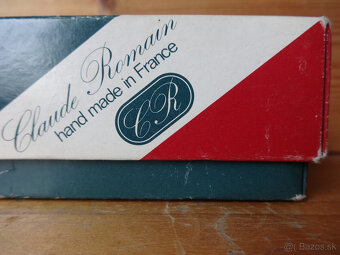 Claude Romain
hand made in France
CR
Bazos.sk